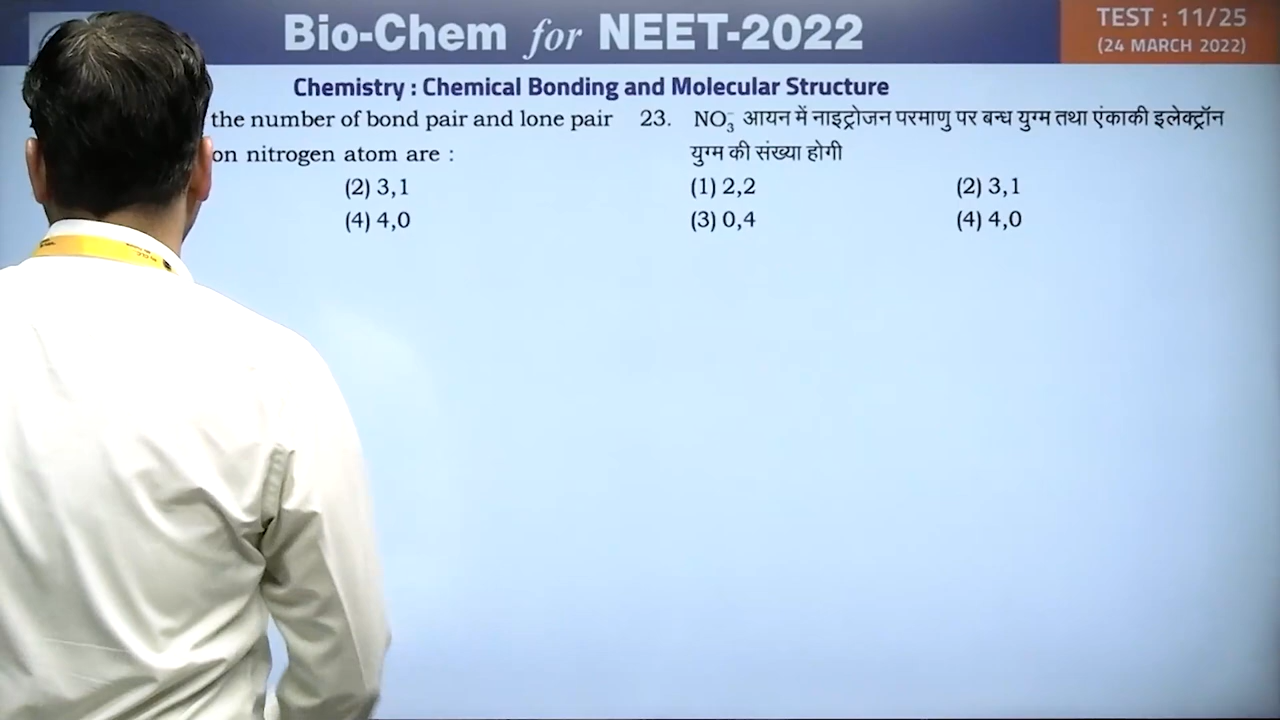 Bio-Chem for NEET-2022
TEST : 11/25
(24 MARCH 2022)
Chemistry : Chemical Bonding and Molecular Structure
the number of bond pair and lone pair
on nitrogen atom are :
(2) 3,1
(4) 4,0
23. NO₃⁻ आयन में नाइट्रोजन परमाणु पर बन्ध युग्म तथा एंकाकी इलेक्ट्रॉन
युग्म की संख्या होगी
(1) 2,2 (2) 3,1
(3) 0,4 (4) 4,0